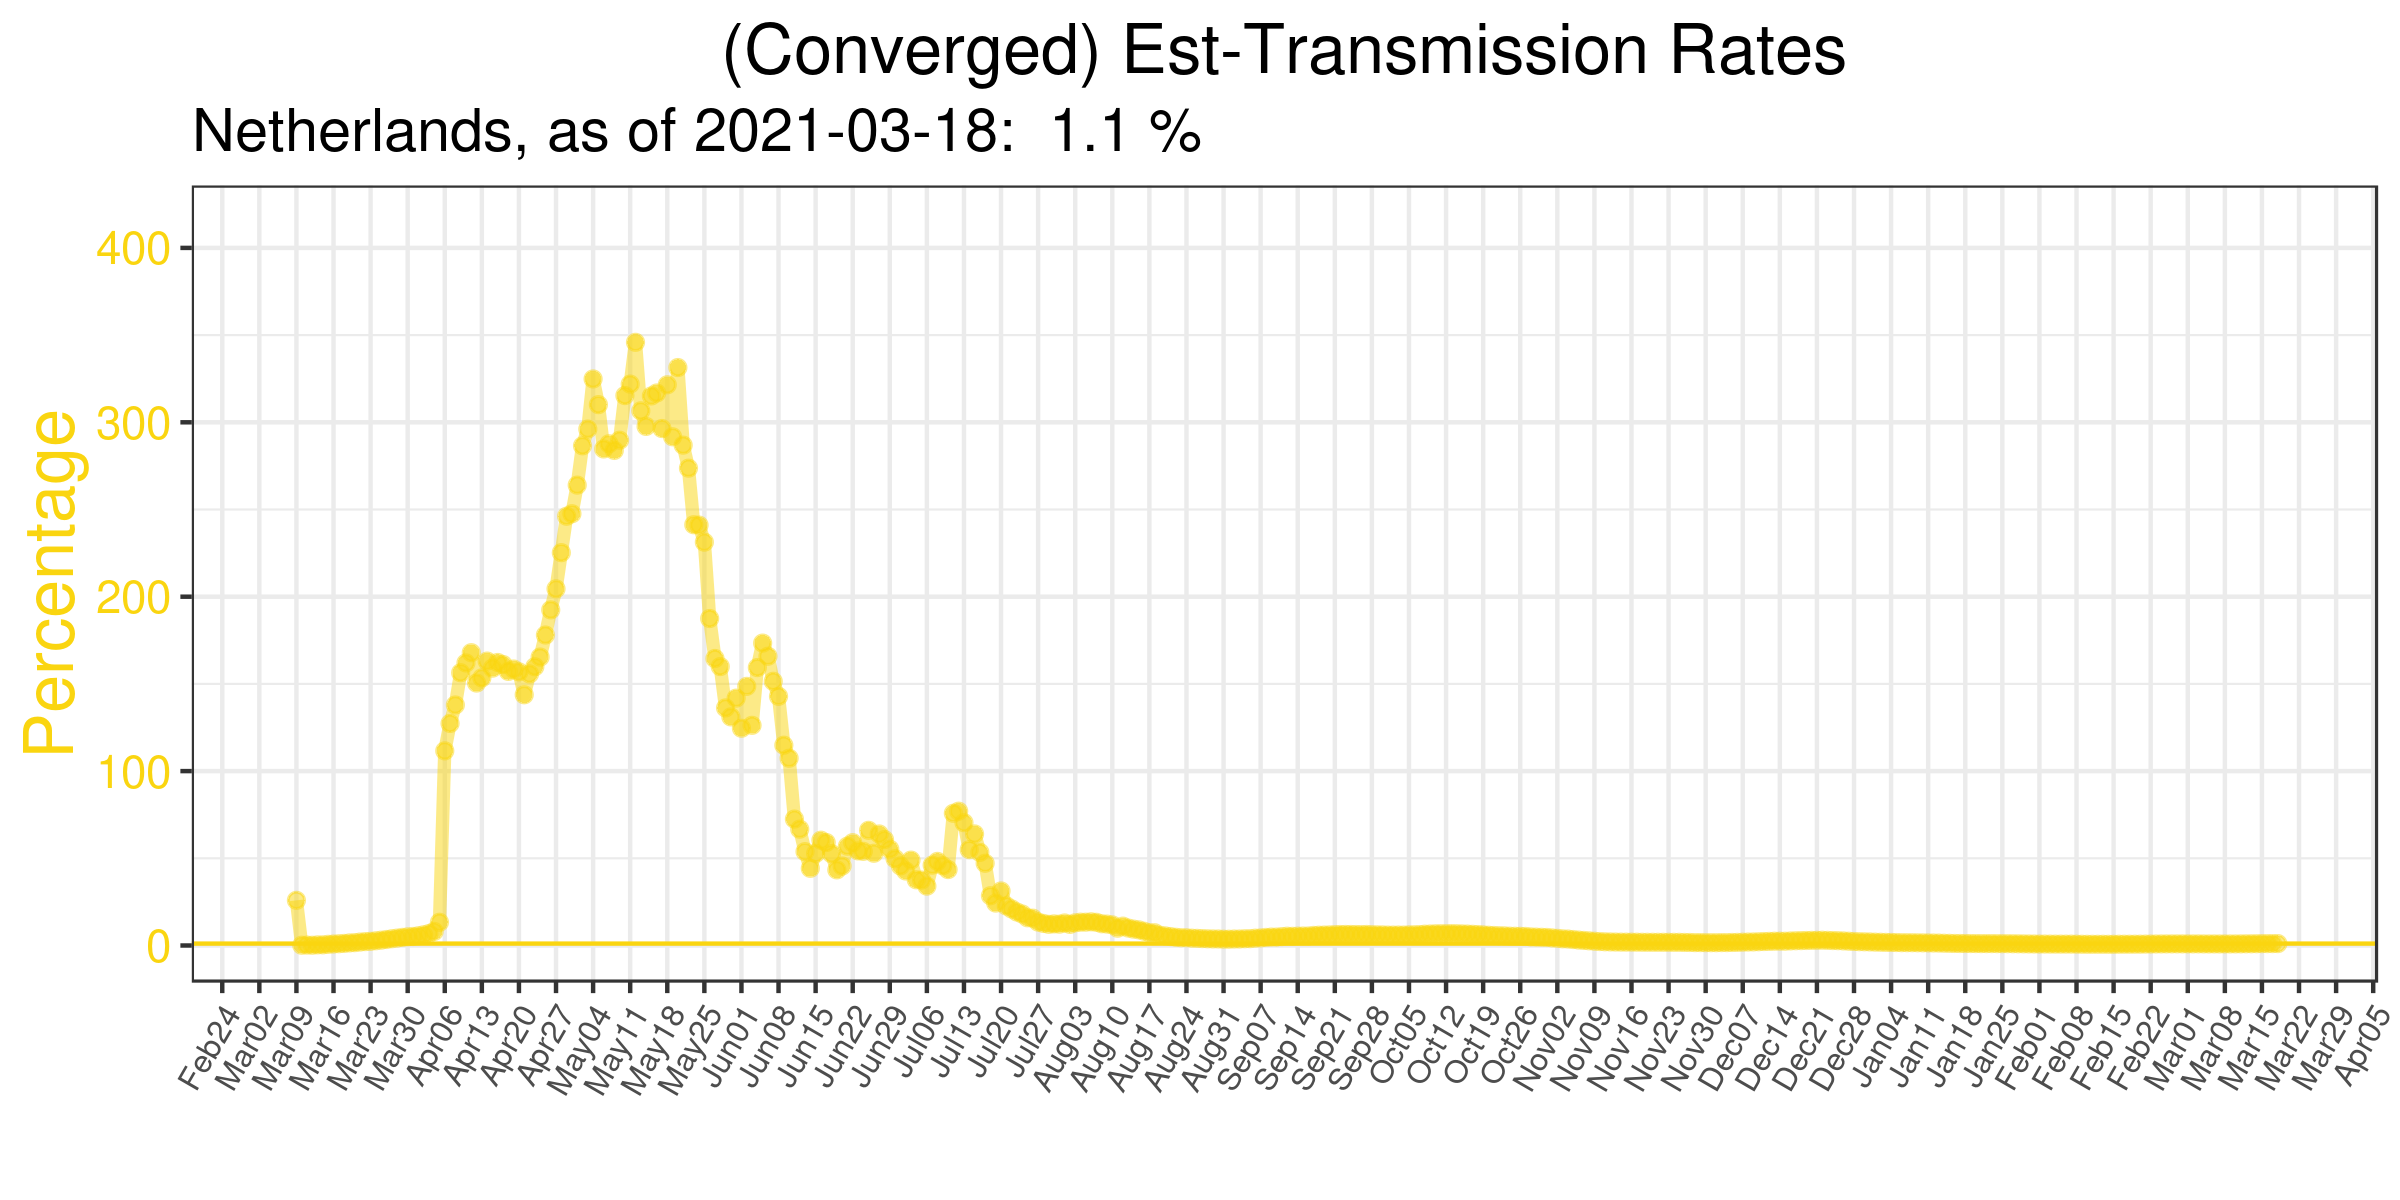 (Converged) Est-Transmission Rates
Netherlands, as of 2021-03-18: 1.1 %
Percentage
400
300
200
100
0
Feb24
Mar02
Mar09
Mar16
Mar23
Mar30
Apr06
Apr13
Apr20
Apr27
May04
May11
May18
May25
Jun01
Jun08
Jun15
Jun22
Jun29
Jul06
Jul13
Jul20
Jul27
Aug03
Aug10
Aug17
Aug24
Aug31
Sep07
Sep14
Sep21
Sep28
Oct05
Oct12
Oct19
Oct26
Nov02
Nov09
Nov16
Nov23
Nov30
Dec07
Dec14
Dec21
Dec28
Jan04
Jan11
Jan18
Jan25
Feb01
Feb08
Feb15
Feb22
Mar01
Mar08
Mar15
Mar22
Mar29
Apr05